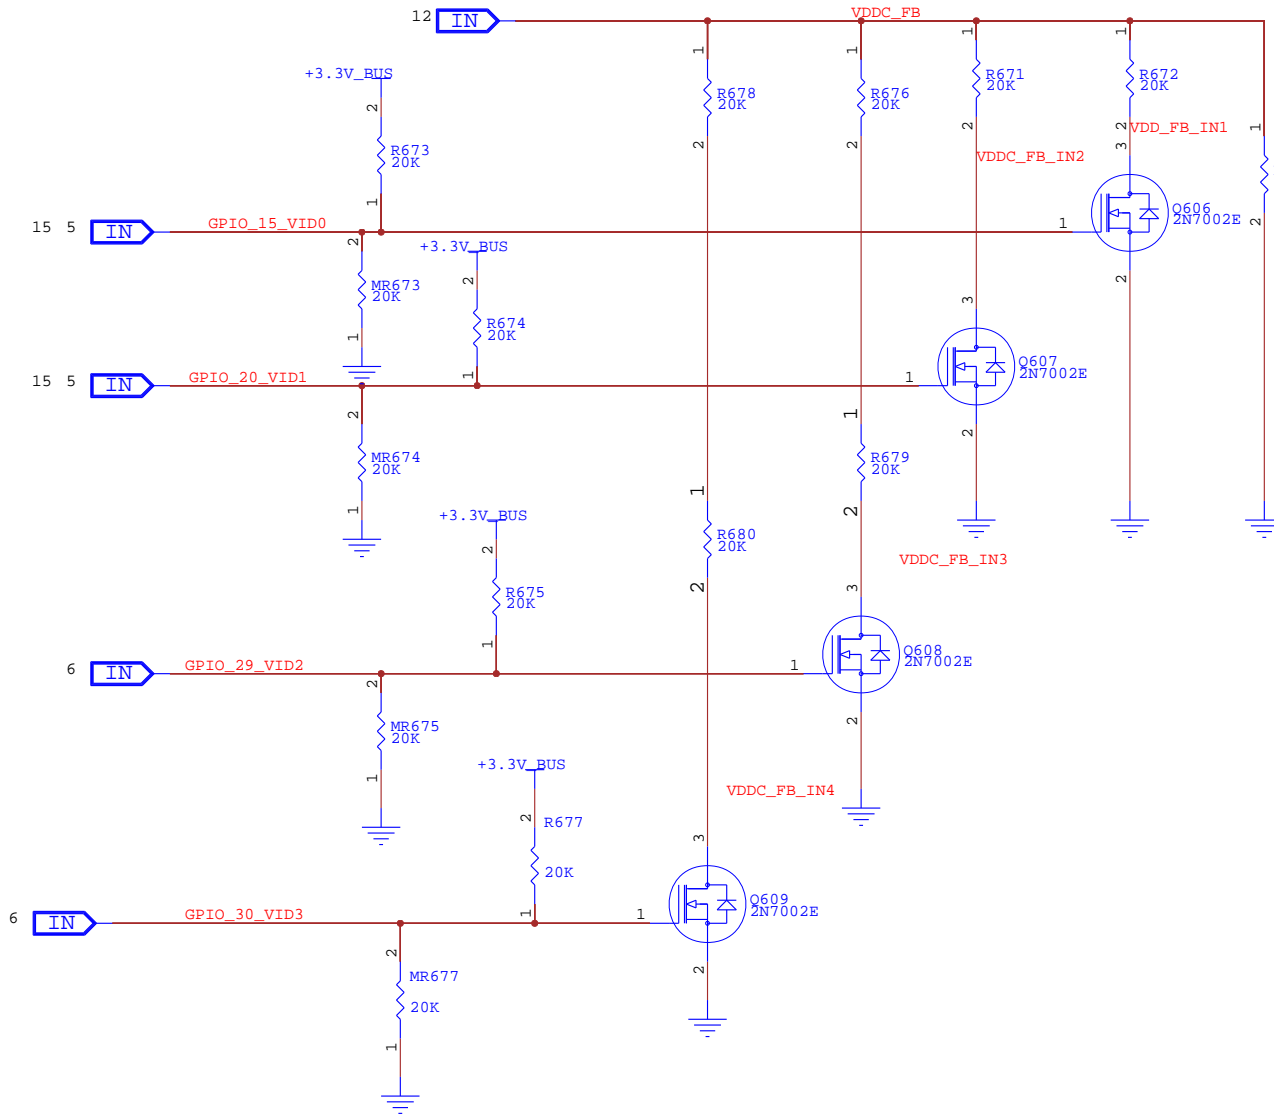 12 IN VDDC_FB
1
1
1
1
+3.3V_BUS
R671
20K
R672
20K
R678
20K
R676
20K
2
2
2
VDD_FB_IN1
1
R673
20K
2
2
3
VDDC_FB_IN2
1
Q606
2N7002E
15 5 IN GPIO_15_VID0
1
2
2
+3.3V_BUS
2
2
MR673
20K
3
R674
20K
1
Q607
2N7002E
15 5 IN GPIO_20_VID1
1
1
2
1
2
MR674
20K
R679
20K
1
1
2
+3.3V_BUS
R680
20K
2
VDDC_FB_IN3
2
3
R675
20K
1
Q608
2N7002E
6 IN GPIO_29_VID2
1
2
2
MR675
20K
+3.3V_BUS
1
VDDC_FB_IN4
2
R677
3
20K
Q609
2N7002E
6 IN GPIO_30_VID3
1
1
2
2
MR677
20K
1